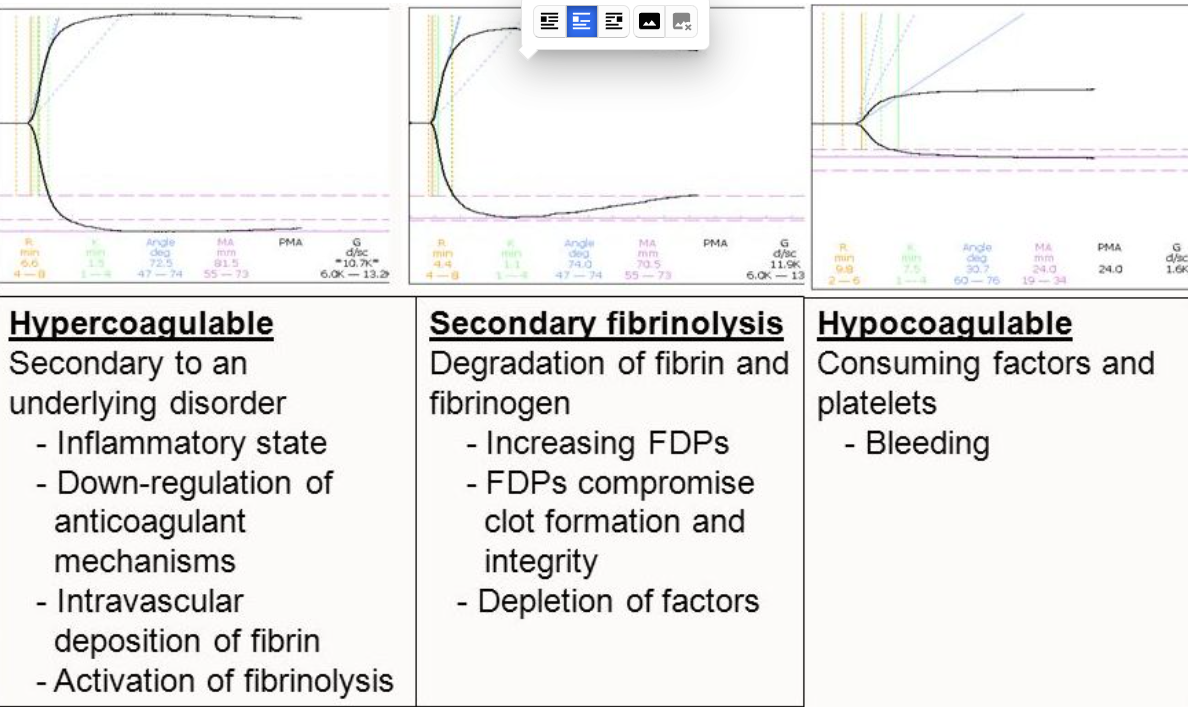 R
min
6.6
4 — 8
K
min
1.5
1 — 4
Angle
deg
72.5
47 — 74
MA
mm
81.5
55 — 73
PMA
G
d/sc
*10.7K*
6.0K — 13.2K
R
min
4.4
4 — 8
K
min
1.1
1 — 4
Angle
deg
74.0
47 — 74
MA
mm
70.5
55 — 73
PMA
G
d/sc
11.9K
6.0K — 13
R
min
9.8
2 — 8
K
min
7.5
1 — 4
Angle
deg
30.7
60 — 76
MA
mm
24.0
19 — 34
PMA
24.0
G
d/sc
1.6K
Hypercoagulable
Secondary to an
underlying disorder
- Inflammatory state
- Down-regulation of
anticoagulant
mechanisms
- Intravascular
deposition of fibrin
- Activation of fibrinolysis
Secondary fibrinolysis
Degradation of fibrin and
fibrinogen
- Increasing FDPs
- FDPs compromise
clot formation and
integrity
- Depletion of factors
Hypocoagulable
Consuming factors and
platelets
- Bleeding